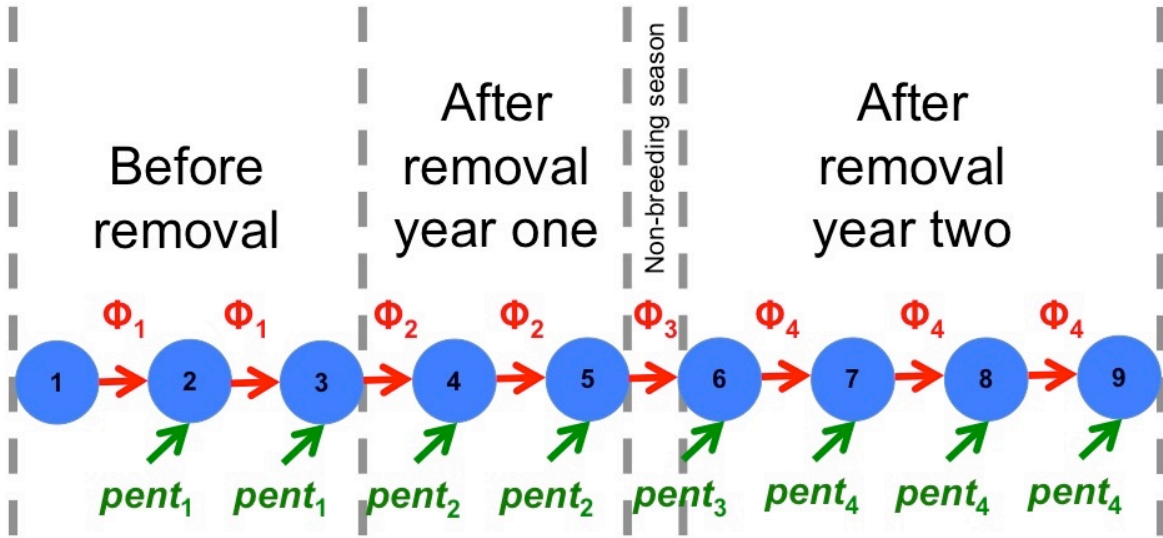 Before
removal
After
removal
year one
Non-breeding season
After
removal
year two
Φ₁ Φ₁ Φ₂ Φ₂ Φ₃ Φ₄ Φ₄ Φ₄
1 2 3 4 5 6 7 8 9
pent₁ pent₁ pent₂ pent₂ pent₃ pent₄ pent₄ pent₄